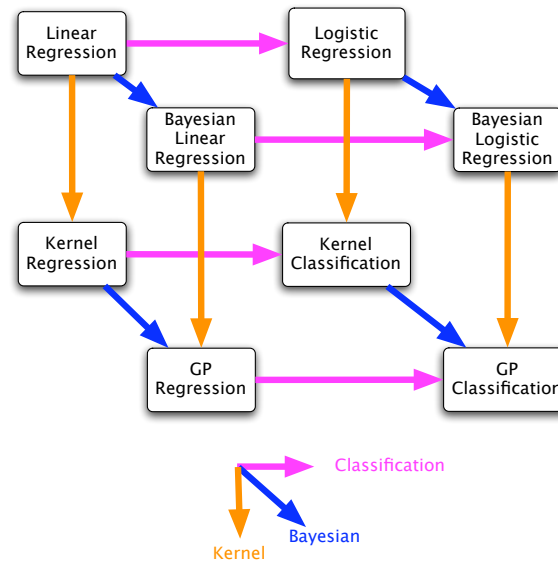 Linear
Regression
Logistic
Regression
Bayesian
Linear
Regression
Bayesian
Logistic
Regression
Kernel
Regression
Kernel
Classification
GP
Regression
GP
Classification
Classification
Bayesian
Kernel